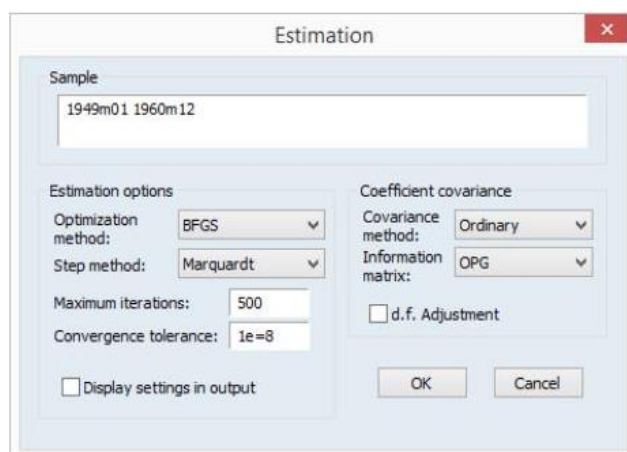 Estimation
Sample
1949m01 1960m12
Estimation options
Optimization method:
BFGS
Step method:
Marquardt
Maximum iterations:
500
Convergence tolerance:
1e=8
Display settings in output
Coefficient covariance
Covariance method:
Ordinary
Information matrix:
OPG
d.f. Adjustment
OK
Cancel